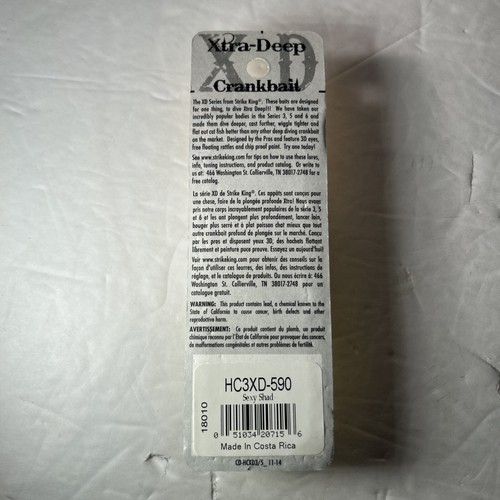 XD
Xtra-Deep
Crankbait
The XD Series from Strike King®. These baits are designed
for one thing, to dive Xtra Deep!!! We have taken our
incredibly popular bodies in the Series 3, 5 and 6 and
made them dive deeper, cast further, wiggle tighter and
flat out cat fish better than any other deep diving crankbait
on the market. Designed by the Pros and feature 3D eyes,
free floating rattles and chip proof paint. Try one today!
See www.strikeking.com for tips on how to use these lures,
info, tuning instructions, and product catalog. Or write to
us at: 466 Washington St. Collierville, TN 38017-2748 for a
free catalog.
La série XD de Strike King®. Ces appâts sont conçus pour
une chose, faire de la plongée profonde Xtra! Nous avons
pris notre corps incroyablement populaires de la série 3, 5
et 6 et les ont plongent plus profondément, lancer loin,
bouger plus serré et à plat poisson chat mieux que tout
autre crankbait profond de plongée sur le marché. Conçu
par les pros et disposent yeux 3D, des hochets flottant
librement et peinture puce preuve. Essayez un aujourd'hui!
Voir www.strikeking.com pour obtenir des conseils sur la
façon d'utiliser ces leurres, des infos, des instructions de
réglage, et le catalogue de produits. Ou nous écrire à: 466
Washington St. Collierville, TN 38017-2748 pour un
catalogue gratuit.
WARNING: This product contains lead, a chemical known to the
State of California to cause cancer, birth defects and other
reproductive harm.
AVERTISSEMENT: Ce produit contient du plomb, un produit
chimique reconnu par l'Etat de Californie pour provoquer des cancers,
de malformations congénitales et autres problèmes de fertilité.
HC3XD-590
Sexy Shad
18010
0 51034 20715 6
Made In Costa Rica
CD-HCXD3/5_ 11-14